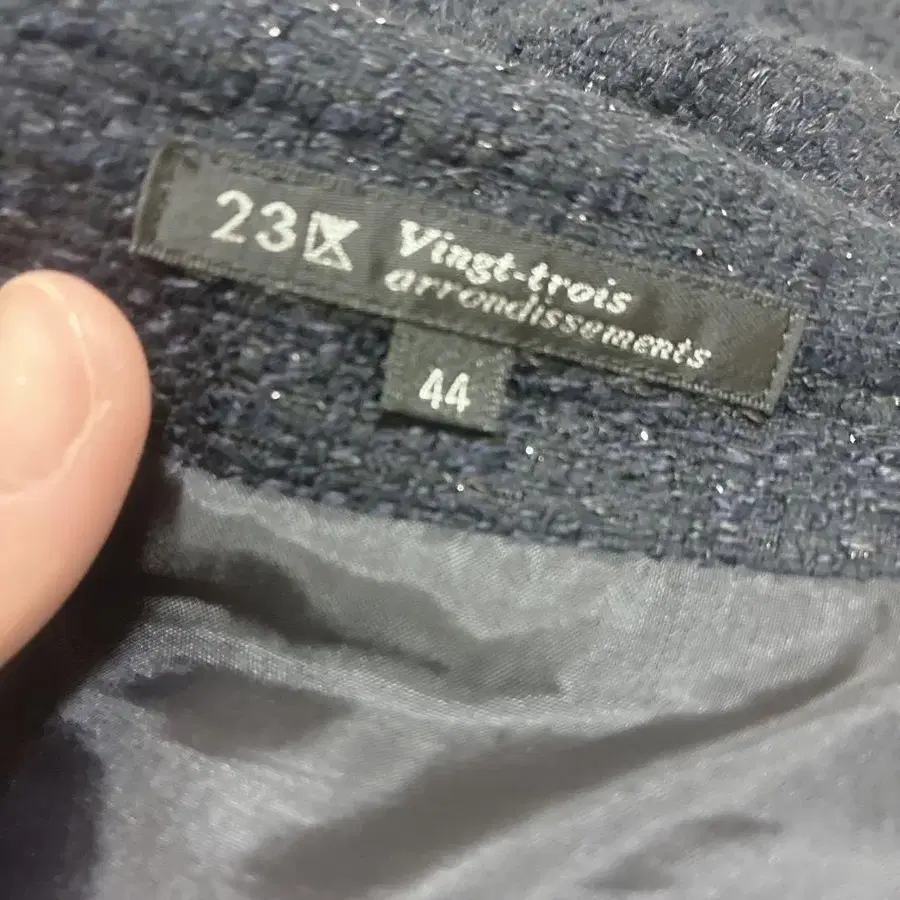 23区 Vingt-trois
arrondissements
44